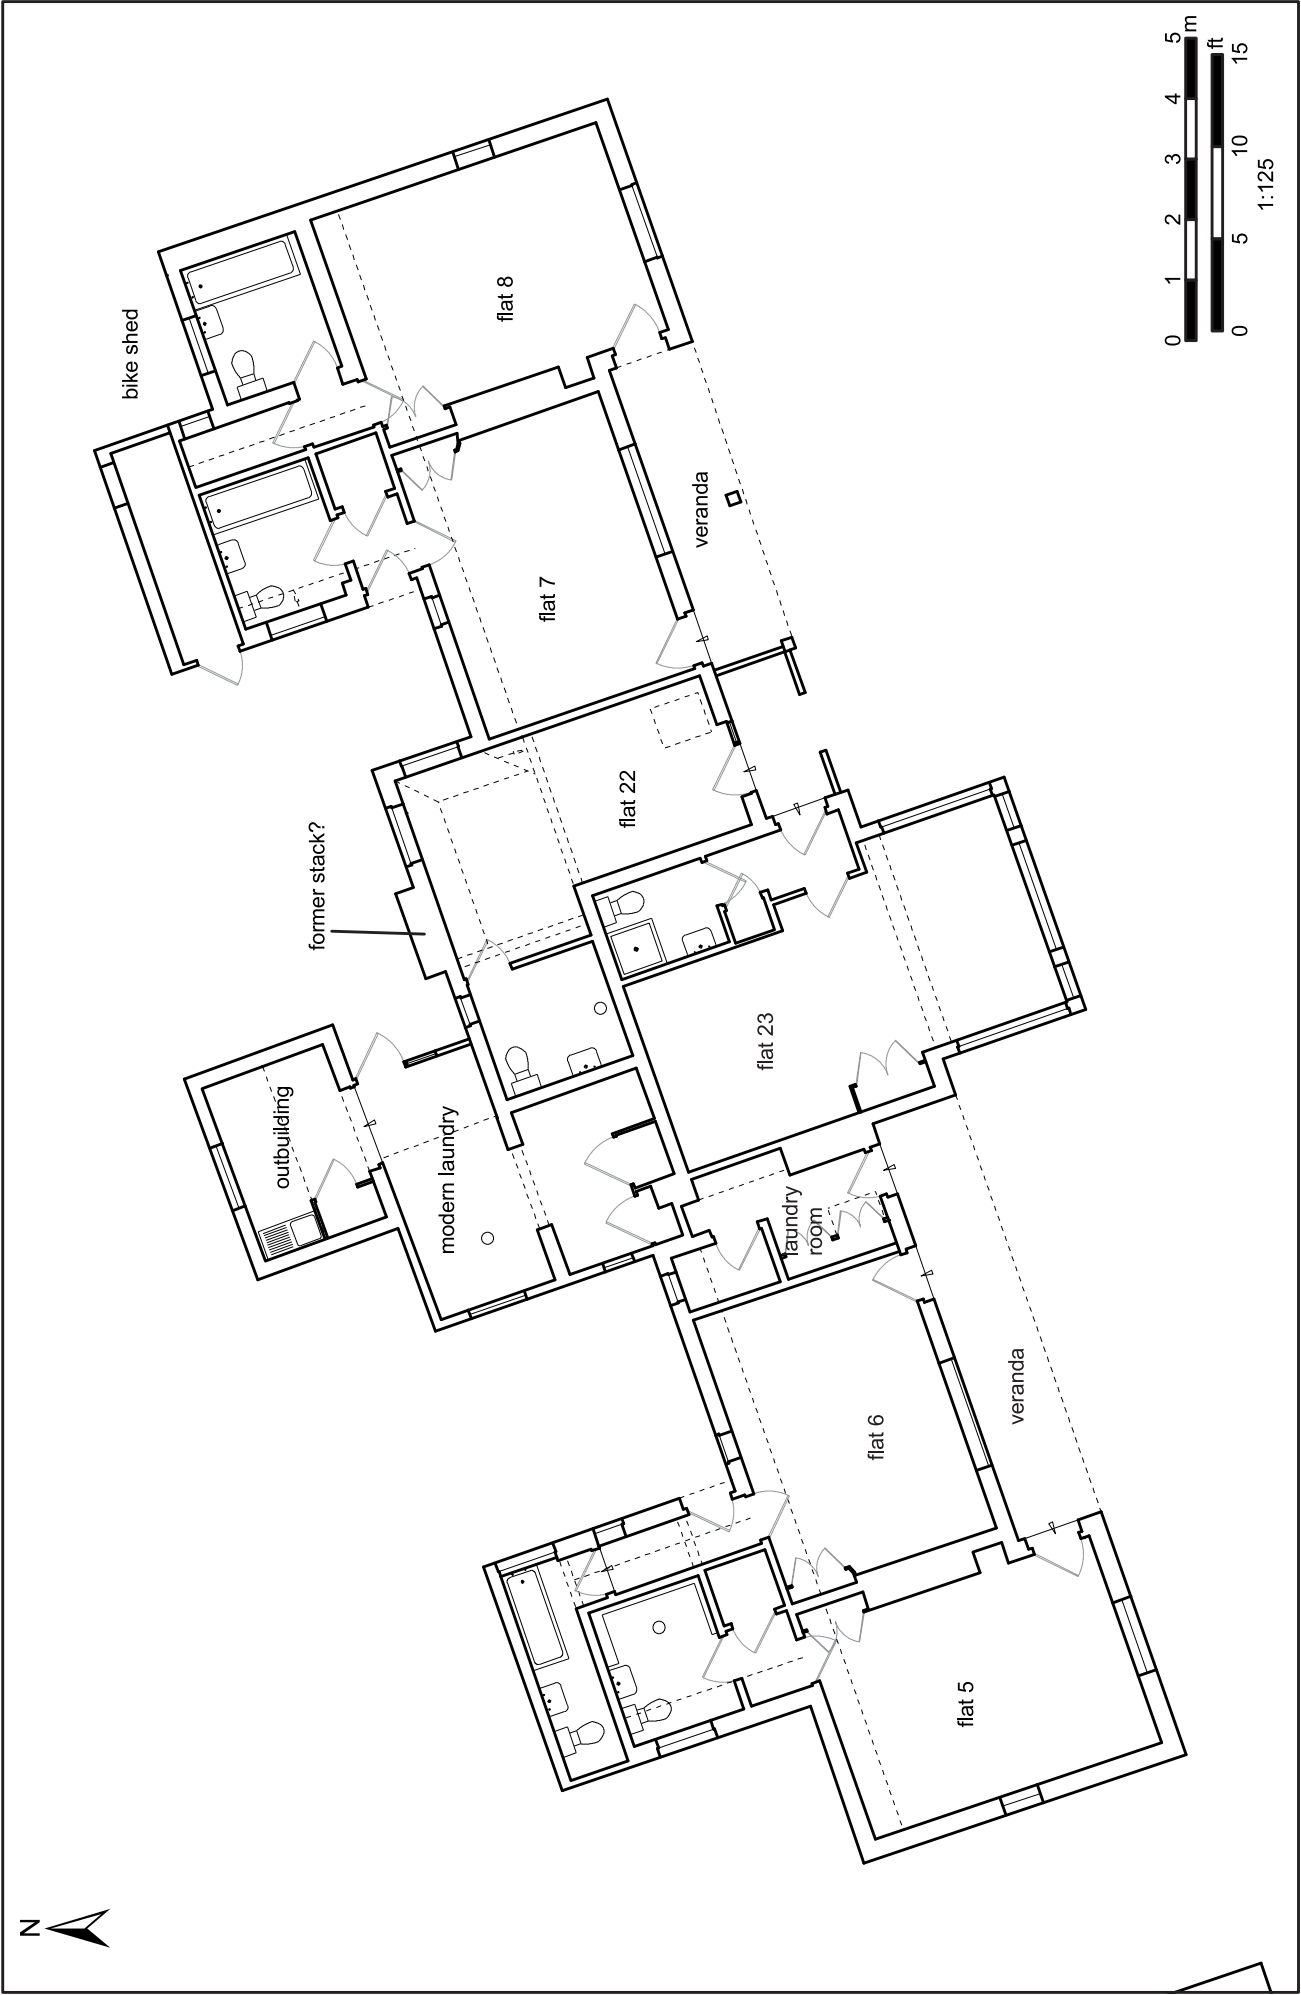 N
bike shed
flat 8
flat 7
veranda
flat 22
former stack?
flat 23
outbuilding
modern laundry
laundry
room
flat 6
veranda
flat 5
0 1 2 3 4 5 m
0 5 10 15 ft
1:125